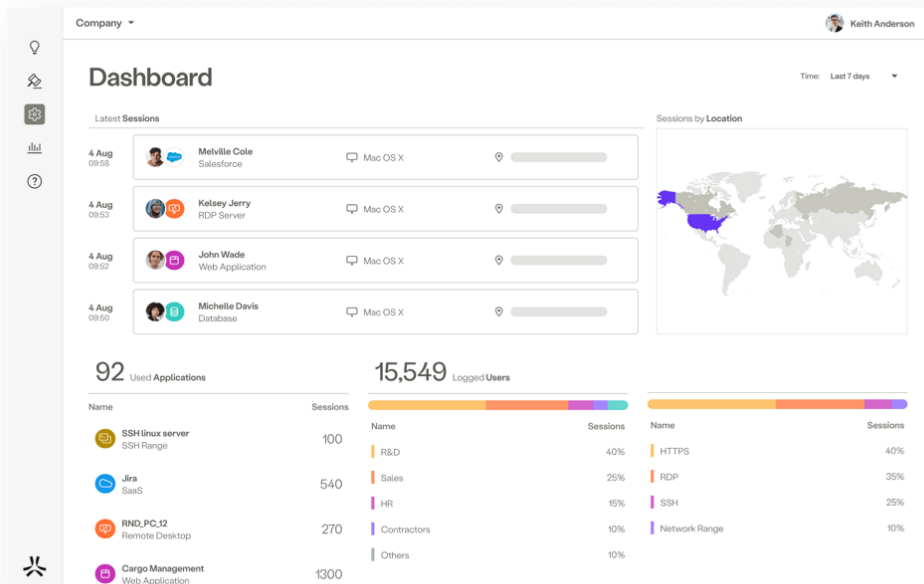 Company
Keith Anderson
Dashboard
Time: Last 7 days
Latest Sessions
Sessions by Location
4 Aug
09:58
Melville Cole
Salesforce
Mac OS X
4 Aug
09:53
Kelsey Jerry
RDP Server
Mac OS X
4 Aug
09:52
John Wade
Web Application
Mac OS X
4 Aug
09:50
Michelle Davis
Database
Mac OS X
92 Used Applications
Name Sessions
SSH linux server
SSH Range
100
Jira
SaaS
540
RND_PC_12
Remote Desktop
270
Cargo Management
Web Application
1300
15,549 Logged Users
Name Sessions
R&D 40%
Sales 25%
HR 15%
Contractors 10%
Others 10%
Name Sessions
HTTPS 40%
RDP 35%
SSH 25%
Network Range 10%